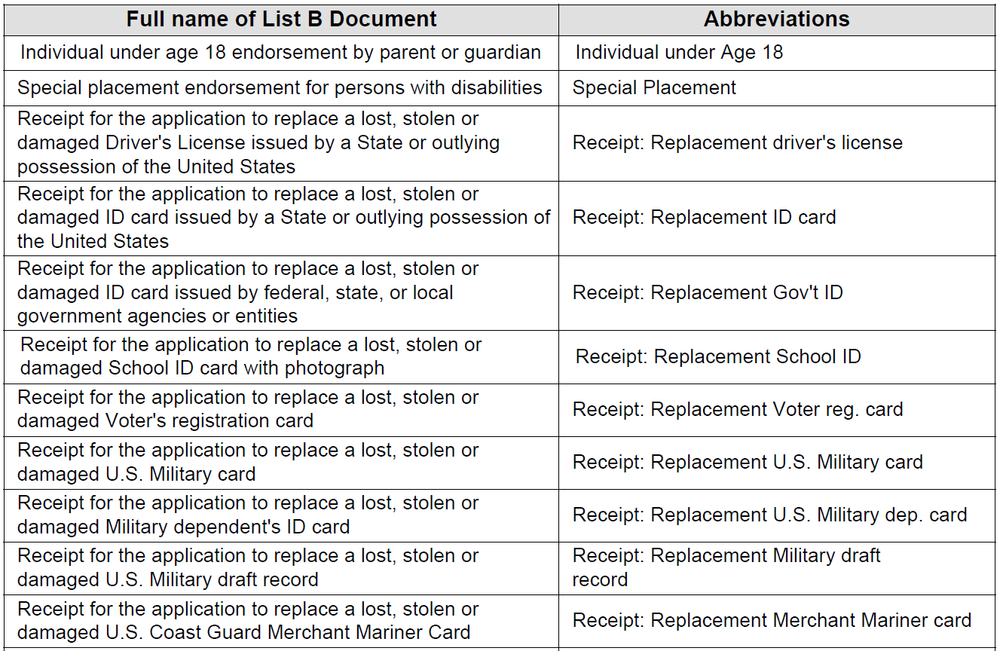 Full name of List B Document
Abbreviations
Individual under age 18 endorsement by parent or guardian
Individual under Age 18
Special placement endorsement for persons with disabilities
Special Placement
Receipt for the application to replace a lost, stolen or
damaged Driver's License issued by a State or outlying
possession of the United States
Receipt: Replacement driver's license
Receipt for the application to replace a lost, stolen or
damaged ID card issued by a State or outlying possession of
the United States
Receipt: Replacement ID card
Receipt for the application to replace a lost, stolen or
damaged ID card issued by federal, state, or local
government agencies or entities
Receipt: Replacement Gov't ID
Receipt for the application to replace a lost, stolen or
damaged School ID card with photograph
Receipt: Replacement School ID
Receipt for the application to replace a lost, stolen or
damaged Voter's registration card
Receipt: Replacement Voter reg. card
Receipt for the application to replace a lost, stolen or
damaged U.S. Military card
Receipt: Replacement U.S. Military card
Receipt for the application to replace a lost, stolen or
damaged Military dependent's ID card
Receipt: Replacement U.S. Military dep. card
Receipt for the application to replace a lost, stolen or
damaged U.S. Military draft record
Receipt: Replacement Military draft
record
Receipt for the application to replace a lost, stolen or
damaged U.S. Coast Guard Merchant Mariner Card
Receipt: Replacement Merchant Mariner card